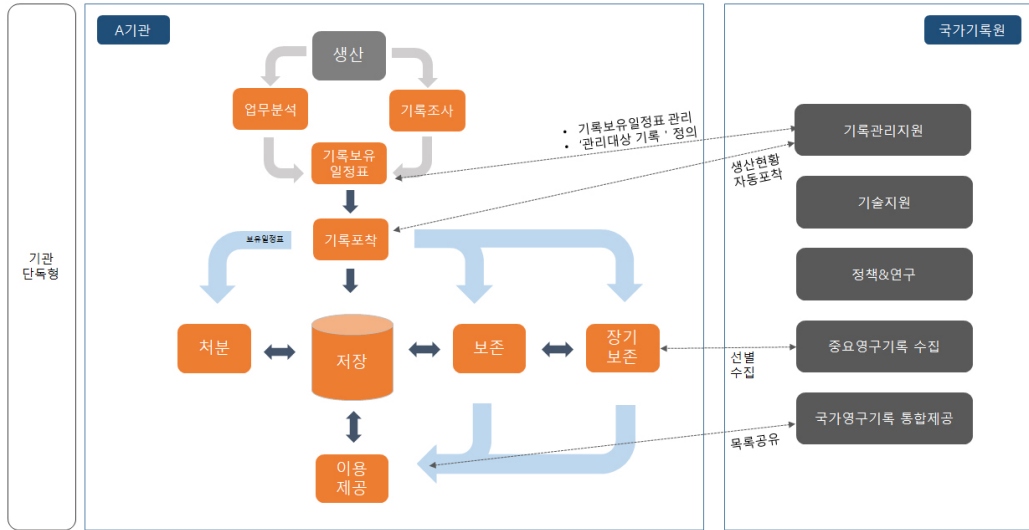 A기관
국가기록원
기관
단독형
생산
업무분석
기록조사
기록보유
일정표
• 기록보유일정표 관리
• '관리대상 기록 ' 정의
생산현황
자동포착
보유일정표
기록포착
처분
저장
보존
장기
보존
선별
수집
이용
제공
목록공유
기록관리지원
기술지원
정책&연구
중요영구기록 수집
국가영구기록 통합제공